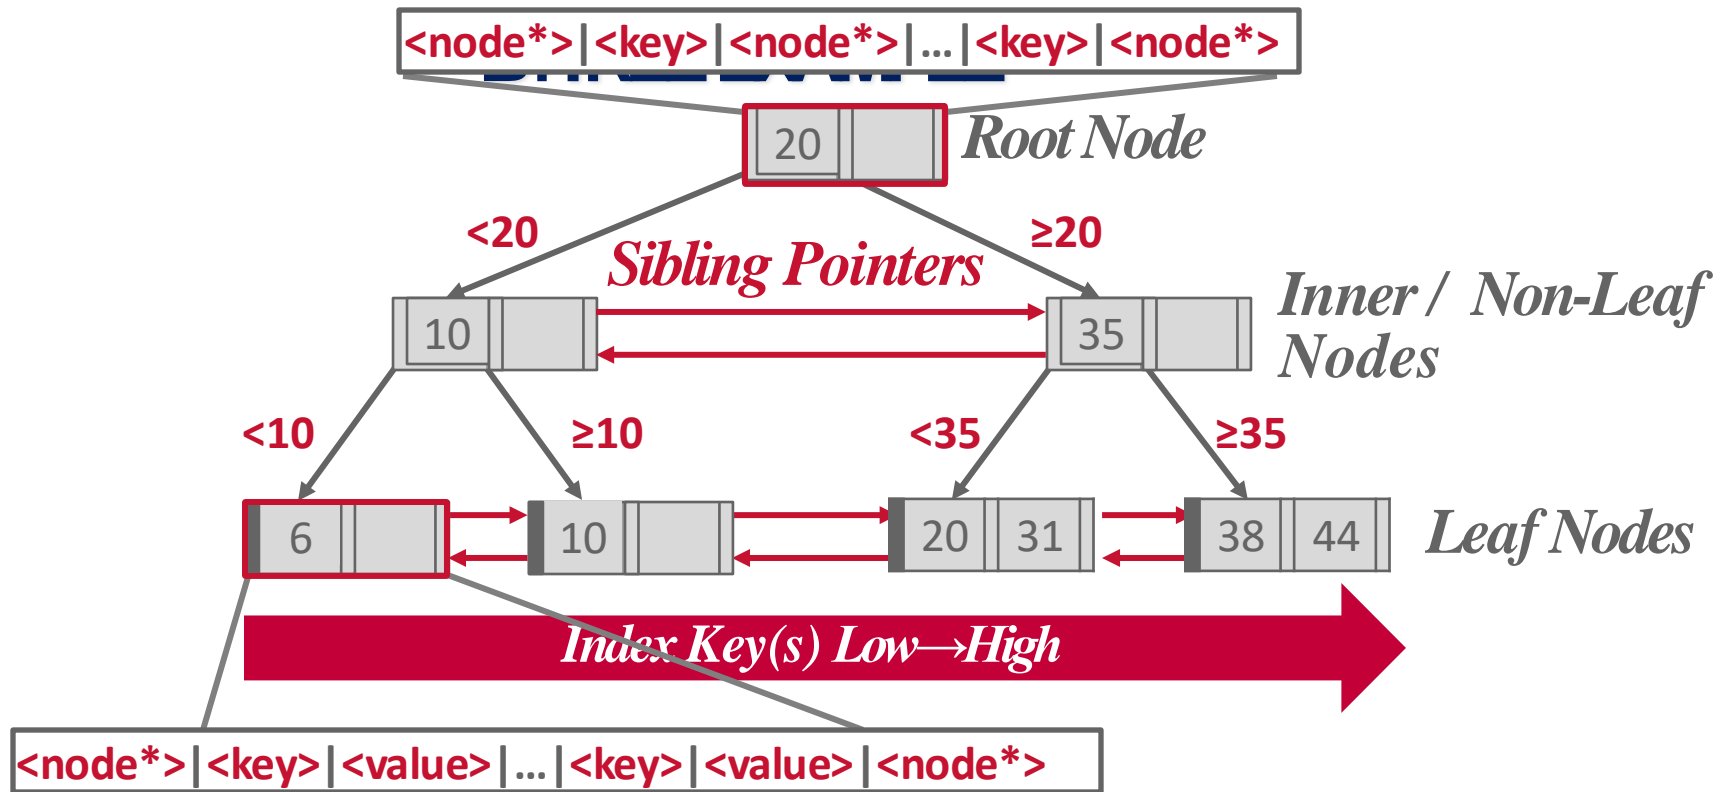 <node*>|<key>|<node*>|...|<key>|<node*>
20
Root Node
<20
≥20
Sibling Pointers
10
35
Inner / Non-Leaf
Nodes
<10
≥10
<35
≥35
6
10
20 31
38 44
Leaf Nodes
Index Key(s) Low→High
<node*>|<key>|<value>|...|<key>|<value>|<node*>